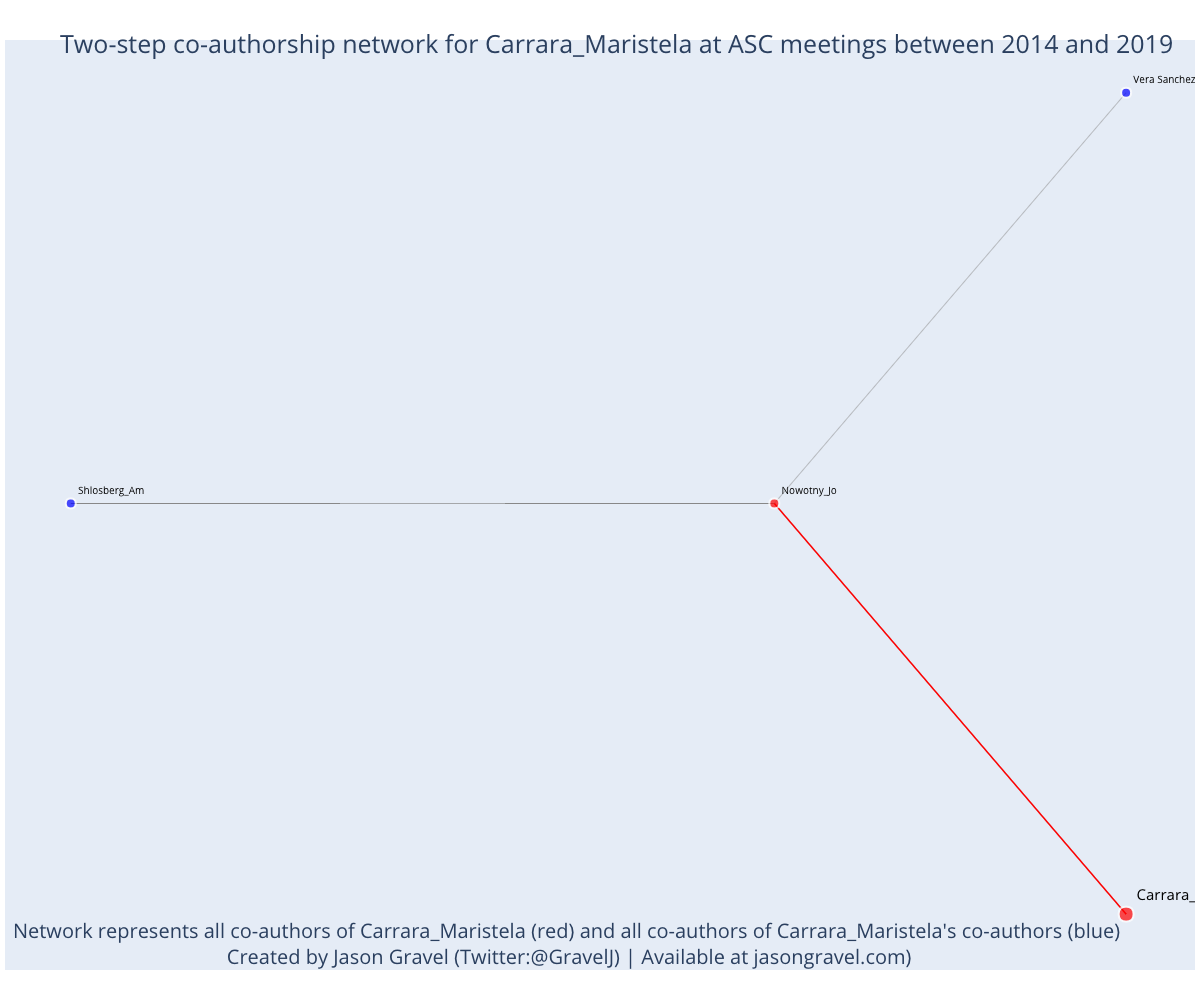 Two-step co-authorship network for Carrara_Maristela at ASC meetings between 2014 and 2019
Vera Sanchez
Shlosberg_Am
Nowotny_Jo
Carrara_
Network represents all co-authors of Carrara_Maristela (red) and all co-authors of Carrara_Maristela's co-authors (blue)
Created by Jason Gravel (Twitter:@GravelJ) | Available at jasongravel.com)